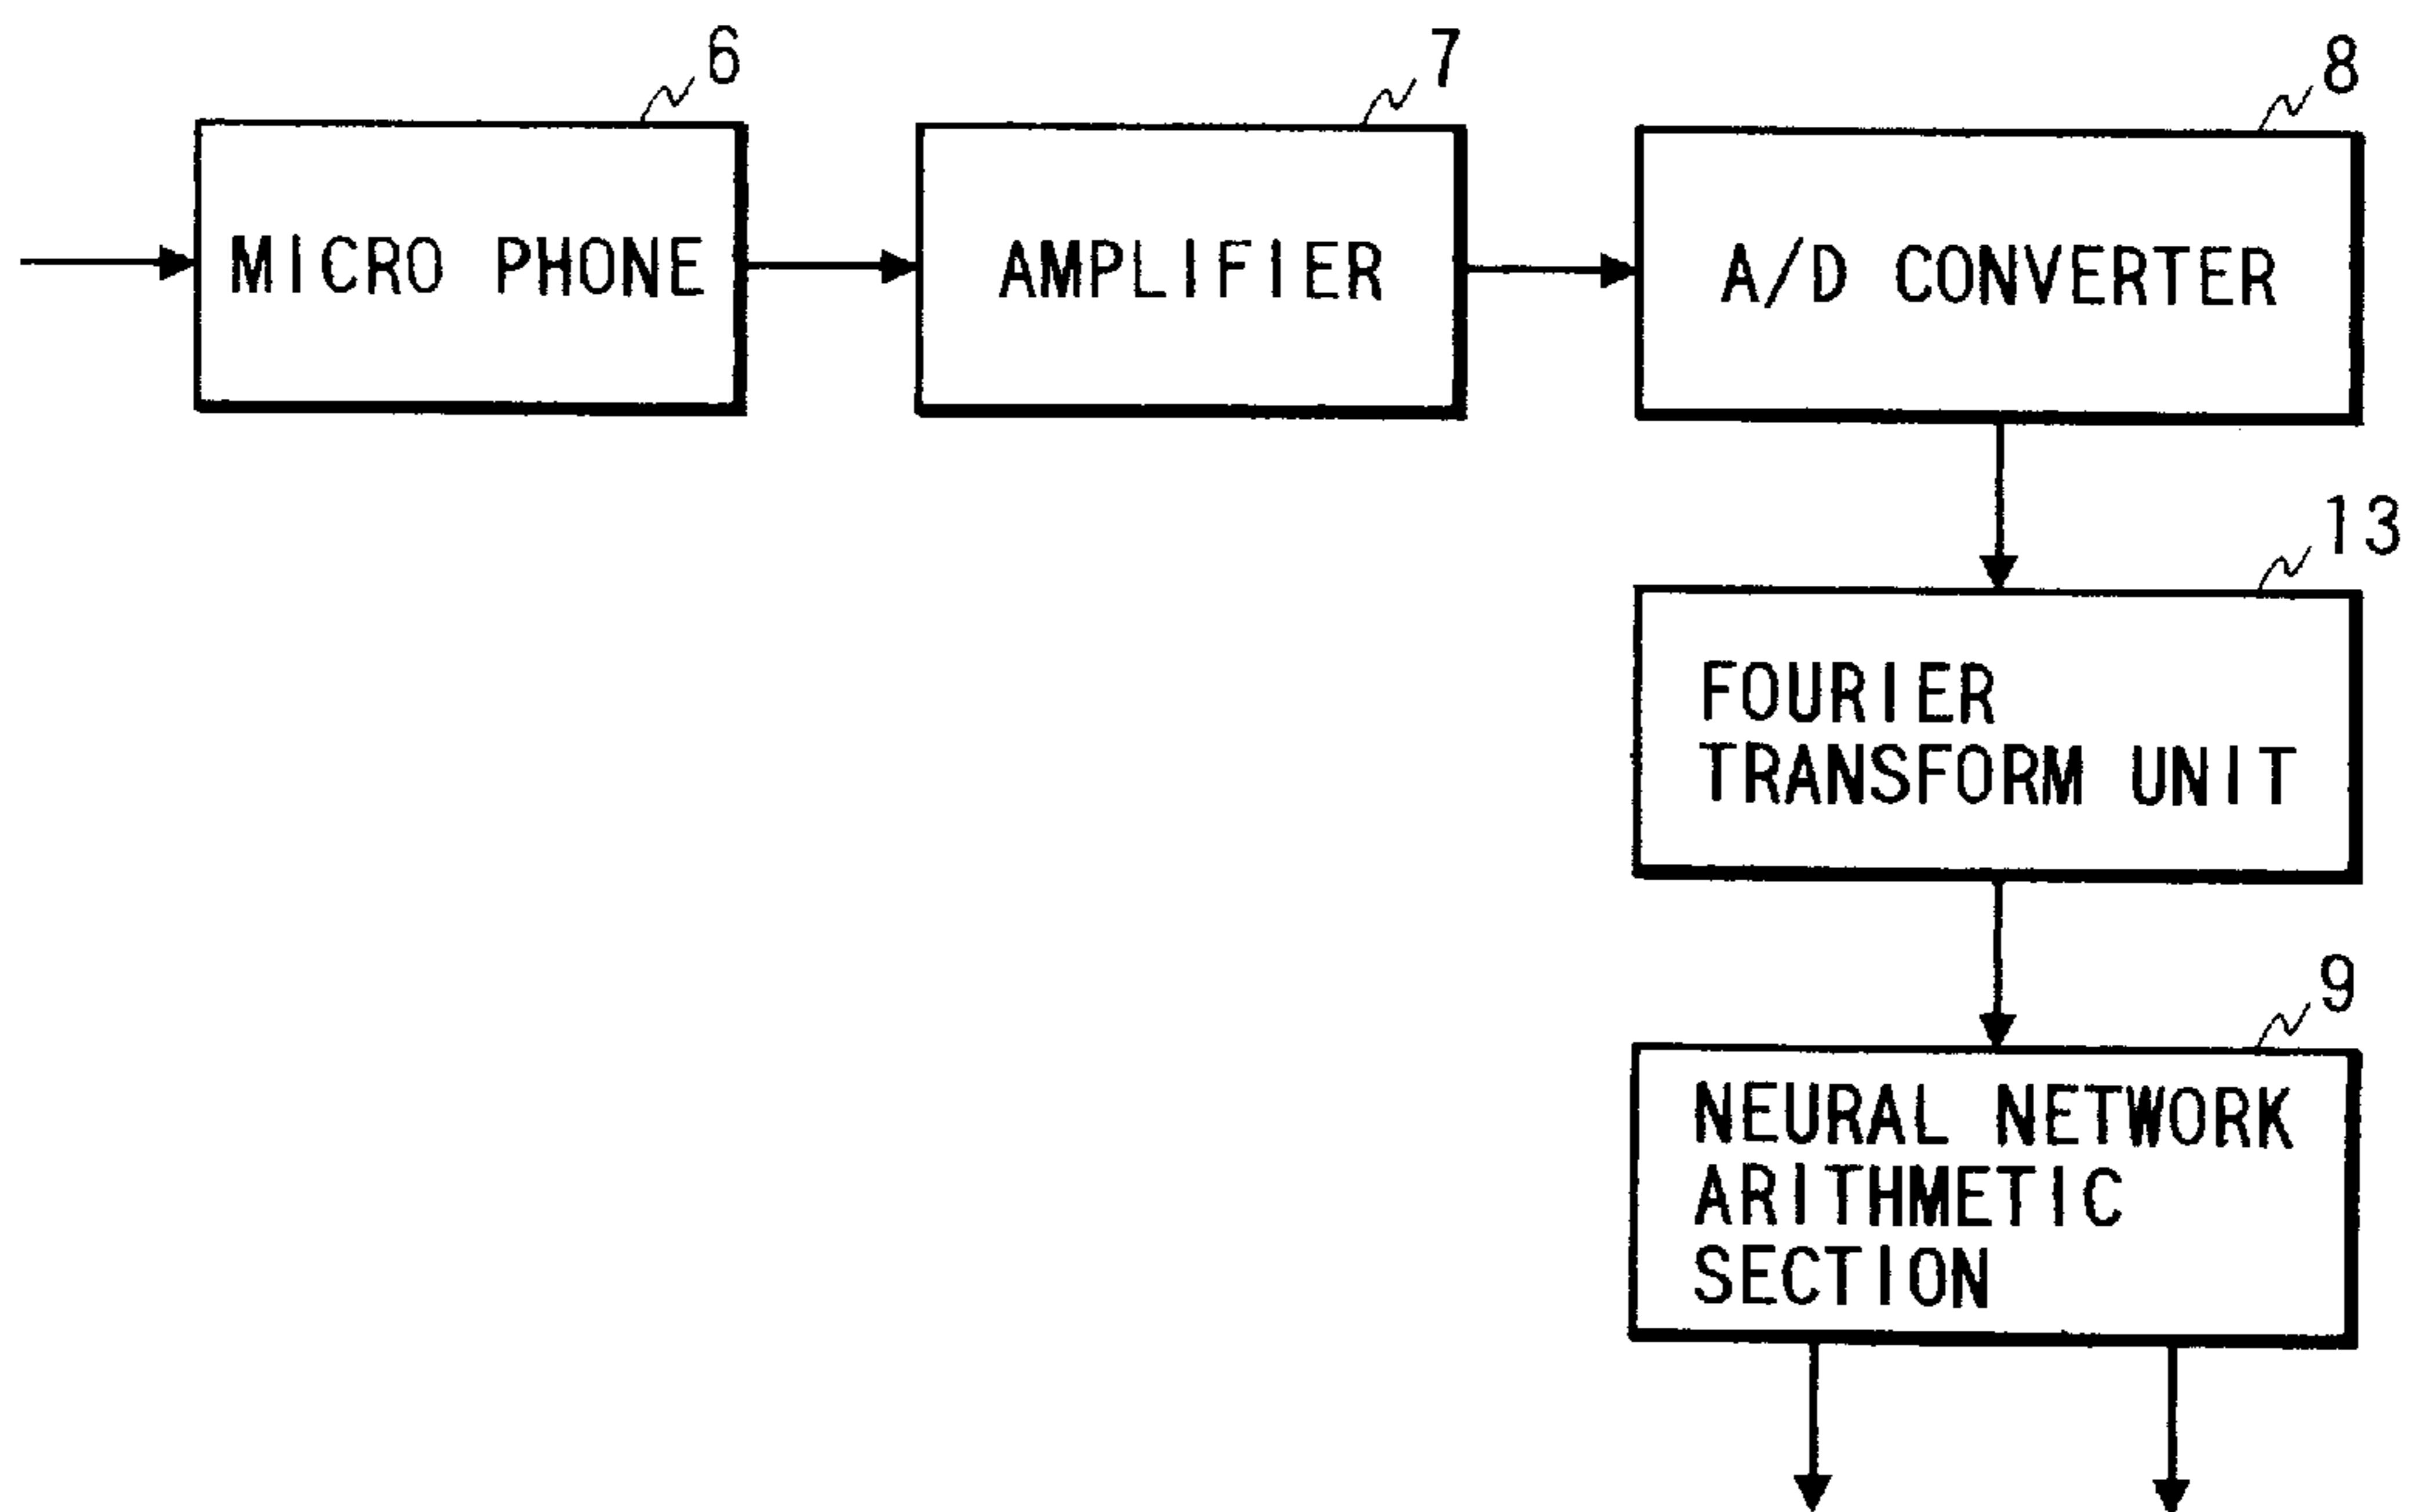 6
7
8
MICRO PHONE
AMPLIFIER
A/D CONVERTER
13
FOURIER
TRANSFORM UNIT
9
NEURAL NETWORK
ARITHMETIC
SECTION